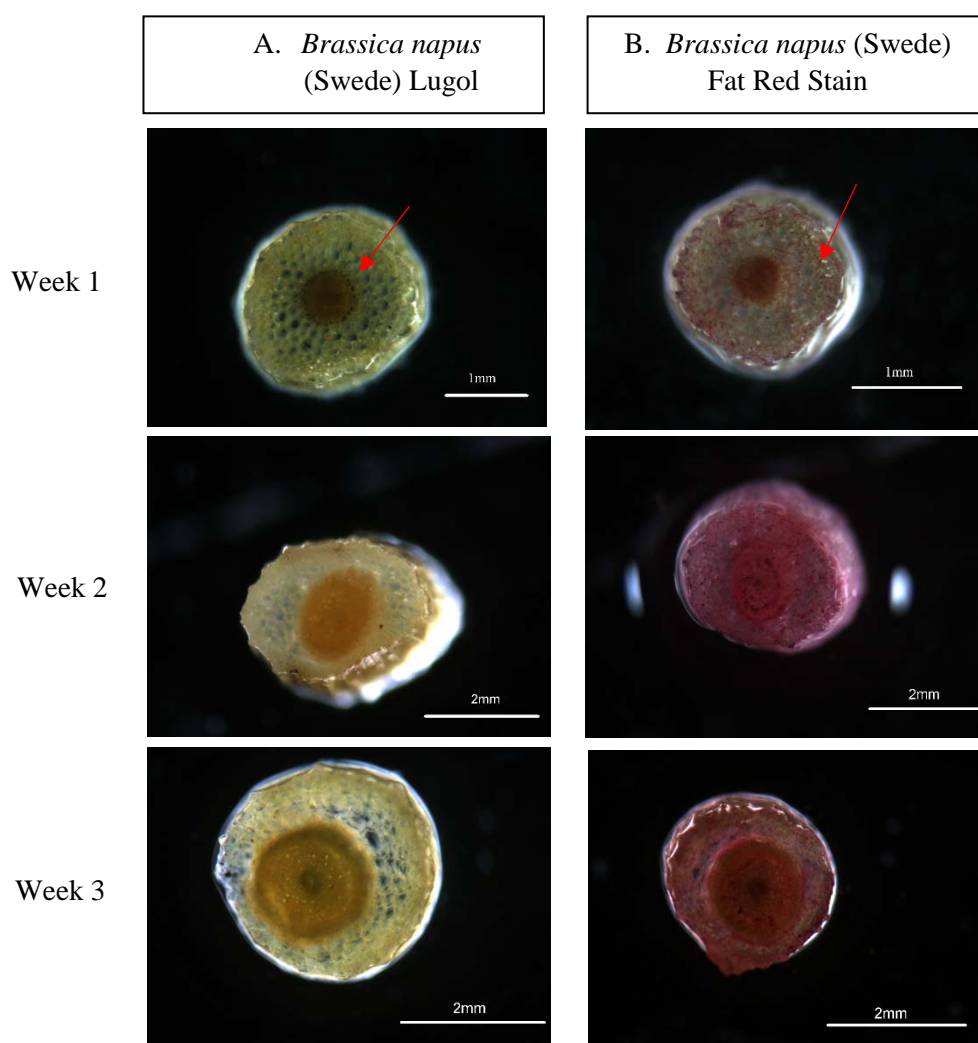 A. Brassica napus
(Swede) Lugol
B. Brassica napus (Swede)
Fat Red Stain
Week 1
1mm
1mm
Week 2
2mm
2mm
Week 3
2mm
2mm